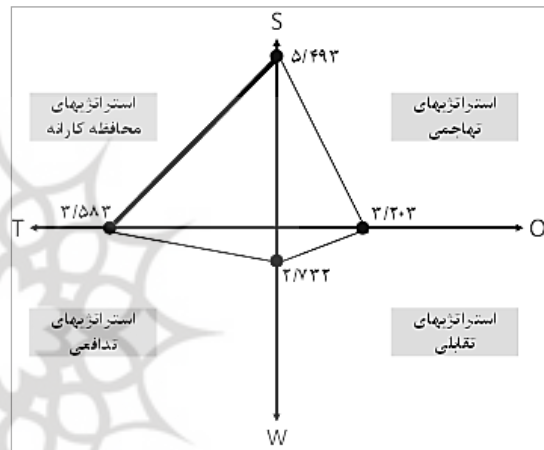 S
۵/۴۹۳
استراتژیهای
محافظه کارانه
استراتژیهای
تهاجمی
۳/۵۸۳
۳/۲۰۳
T
O
۲/۷۳۲
استراتژیهای
تدافعی
استراتژیهای
تقابلی
W